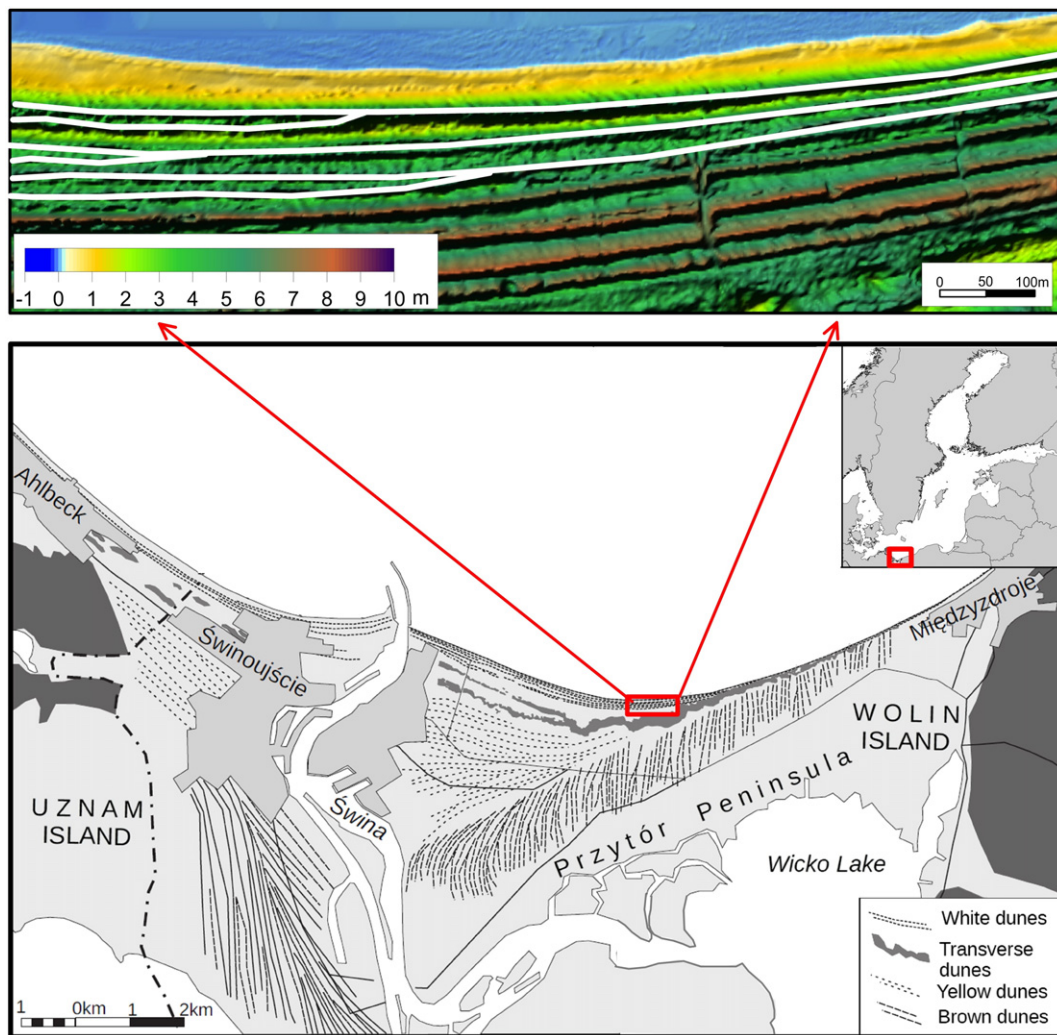 -1 0 1 2 3 4 5 6 7 8 9 10 m
0 50 100m
Ahlbeck
Świnoujście
Międzyzdroje
WOLIN
ISLAND
UZNAM
ISLAND
Świna
Przytór Peninsula
Wicko Lake
White dunes
Transverse
dunes
Yellow dunes
Brown dunes
1 0km 1 2km